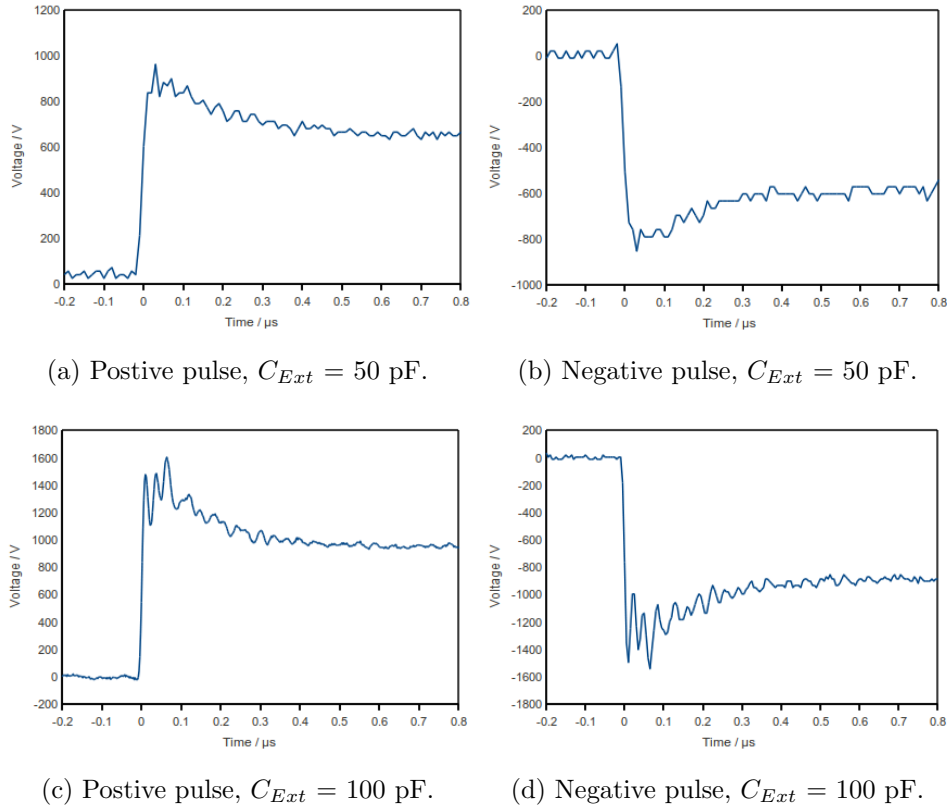 1200
1000
800
600
400
200
0
-0.2 -0.1 0 0.1 0.2 0.3 0.4 0.5 0.6 0.7 0.8
Voltage / V
Time / µs
(a) Postive pulse, C_Ext = 50 pF.
200
0
-200
-400
-600
-800
-1000
-0.2 -0.1 0 0.1 0.2 0.3 0.4 0.5 0.6 0.7 0.8
Voltage / V
Time / µs
(b) Negative pulse, C_Ext = 50 pF.
1800
1600
1400
1200
1000
800
600
400
200
0
-200
-0.2 -0.1 0 0.1 0.2 0.3 0.4 0.5 0.6 0.7 0.8
Voltage / V
Time / µs
(c) Postive pulse, C_Ext = 100 pF.
200
0
-200
-400
-600
-800
-1000
-1200
-1400
-1600
-1800
-0.2 -0.1 0 0.1 0.2 0.3 0.4 0.5 0.6 0.7 0.8
Voltage / V
Time / µs
(d) Negative pulse, C_Ext = 100 pF.